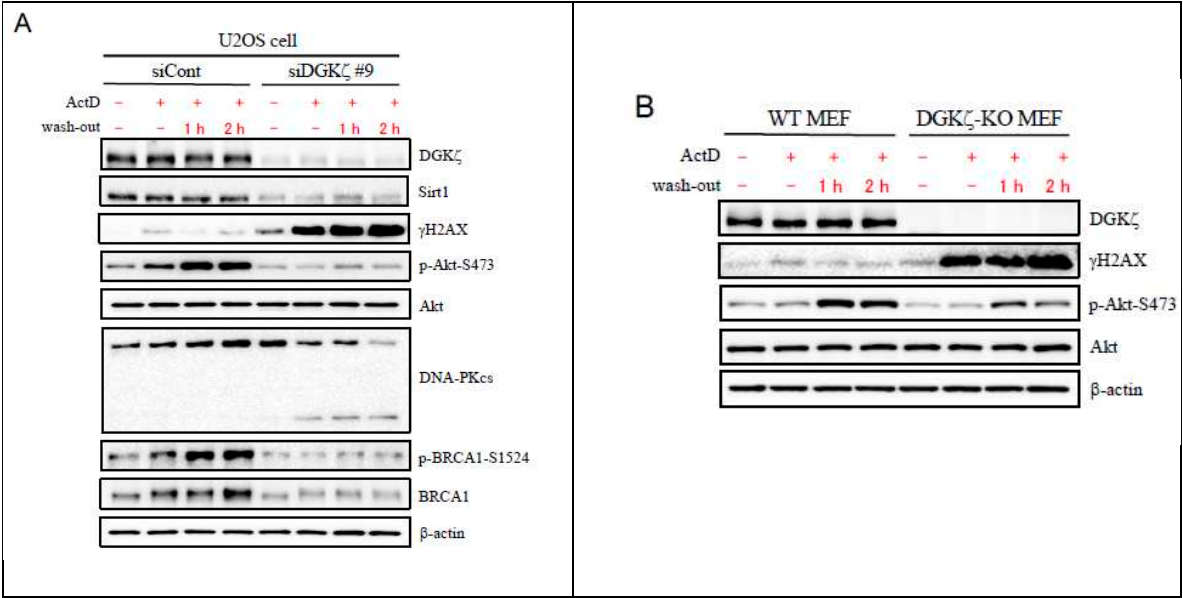 A
U2OS cell
siCont siDGKζ #9
ActD − + + + − + + +
wash-out − − 1 h 2 h − − 1 h 2 h
DGKζ
Sirt1
γH2AX
p-Akt-S473
Akt
DNA-PKcs
p-BRCA1-S1524
BRCA1
β-actin
B
WT MEF DGKζ-KO MEF
ActD − + + + − + + +
wash-out − − 1 h 2 h − − 1 h 2 h
DGKζ
γH2AX
p-Akt-S473
Akt
β-actin